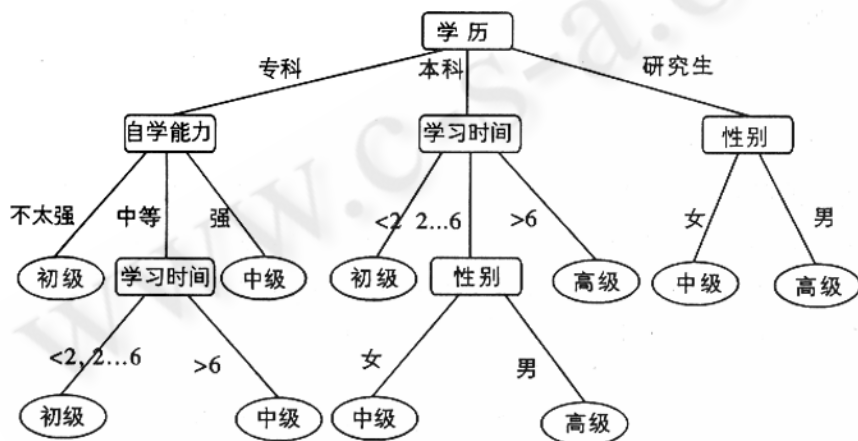 学历
专科 本科 研究生
自学能力 学习时间 性别
不太强 中等 强 <2 2…6 >6 女 男
初级 学习时间 中级 初级 性别 高级 中级 高级
<2, 2…6 >6 女 男
初级 中级 中级 高级